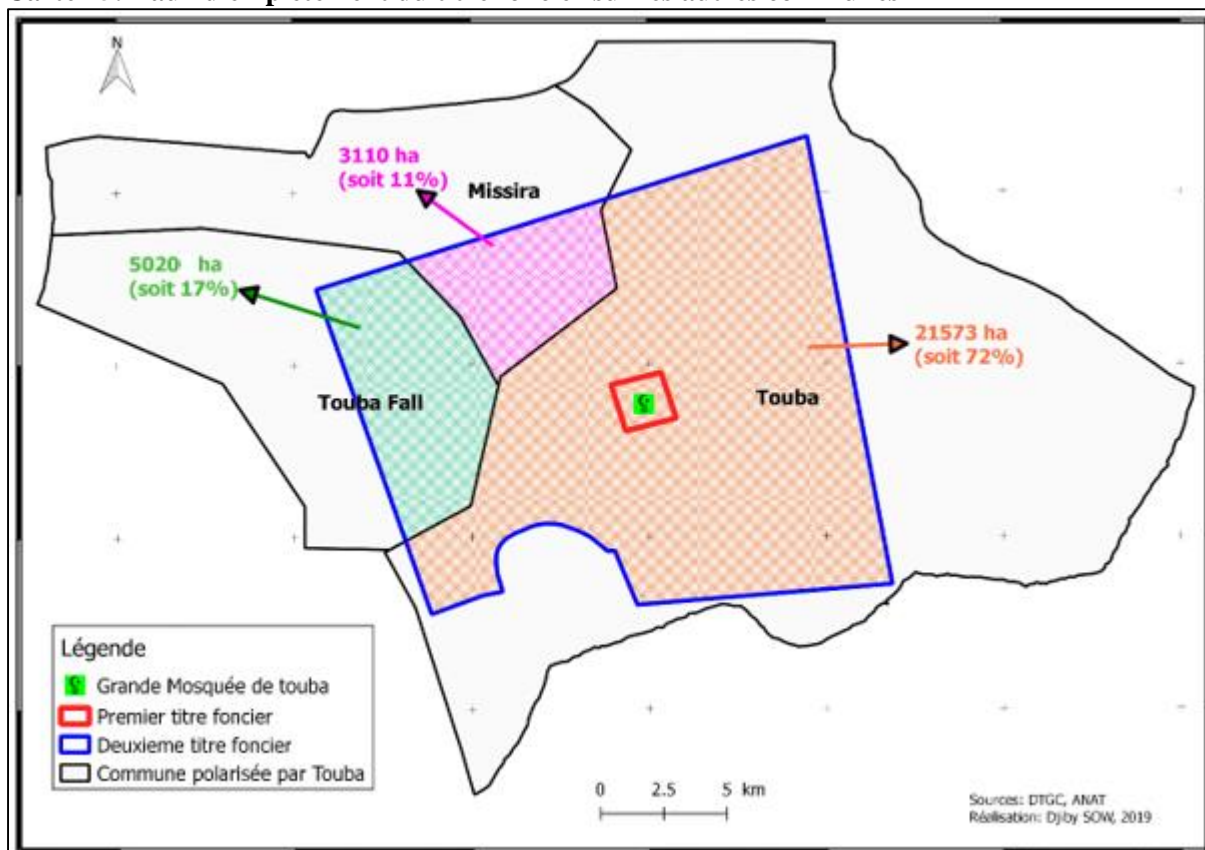 N
3110 ha
(soit 11%)
Missira
5020 ha
(soit 17%)
21573 ha
(soit 72%)
Touba Fall
Touba
Légende
Grande Mosquée de touba
Premier titre foncier
Deuxieme titre foncier
Commune polarisée par Touba
0 2.5 5 km
Sources: DTGC, ANAT
Réalisation: Djiby SOW, 2019